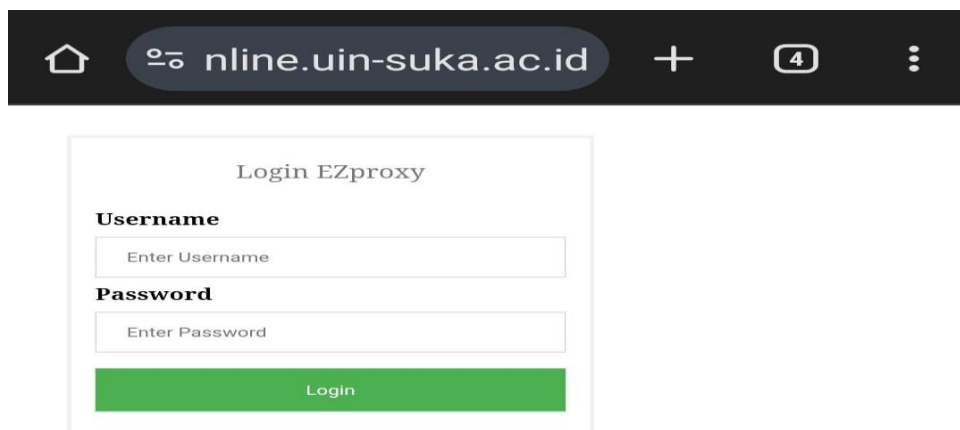 nline.uin-suka.ac.id 4
Login EZproxy
Username
Enter Username
Password
Enter Password
Login